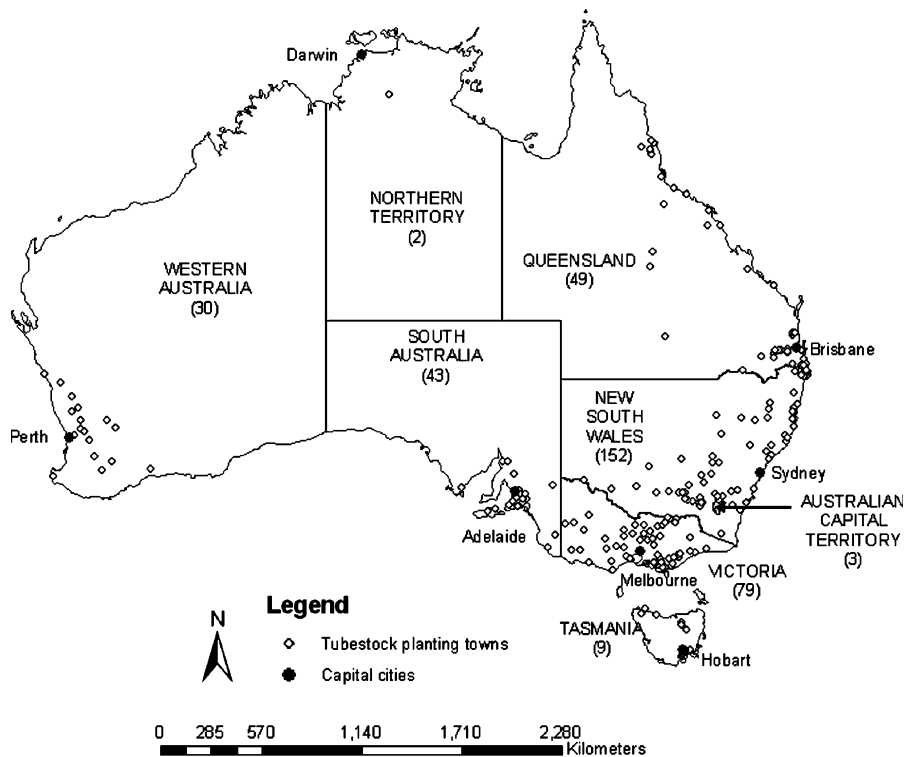 Darwin
NORTHERN
TERRITORY
(2)
QUEENSLAND
(49)
WESTERN
AUSTRALIA
(30)
SOUTH
AUSTRALIA
(43)
Brisbane
NEW
SOUTH
WALES
(152)
Perth
Sydney
AUSTRALIAN
CAPITAL
TERRITORY
(3)
Adelaide
VICTORIA
(79)
Melbourne
TASMANIA
(9)
Hobart
N
Legend
Tubestock planting towns
Capital cities
0 285 570 1,140 1,710 2,280
Kilometers